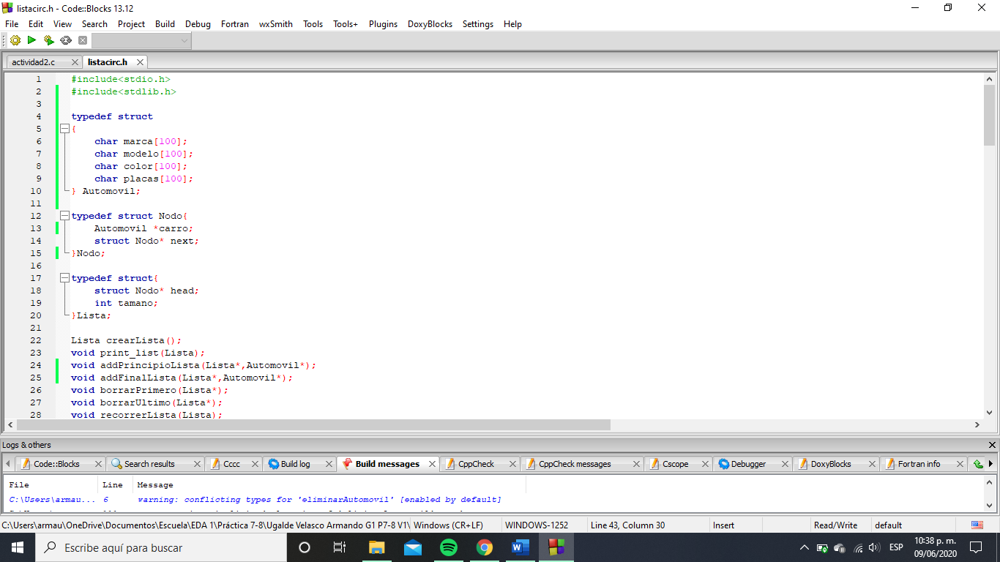 listacirc.h - Code::Blocks 13.12
File Edit View Search Project Build Debug Fortran wxSmith Tools Tools+ Plugins DoxyBlocks Settings Help
actividad2.c listacirc.h
1 #include<stdio.h>
2 #include<stdlib.h>
3
4 typedef struct
5 {
6 char marca[100];
7 char modelo[100];
8 char color[100];
9 char placas[100];
10 } Automovil;
11
12 typedef struct Nodo{
13 Automovil *carro;
14 struct Nodo* next;
15 }Nodo;
16
17 typedef struct{
18 struct Nodo* head;
19 int tamano;
20 }Lista;
21
22 Lista crearLista();
23 void print_list(Lista);
24 void addPrincipioLista(Lista*,Automovil*);
25 void addFinalLista(Lista*,Automovil*);
26 void borrarPrimero(Lista*);
27 void borrarUltimo(Lista*);
28 void recorrerLista(Lista);
Logs & others
Code::Blocks Search results Cccc Build log Build messages CppCheck CppCheck messages Cscope Debugger DoxyBlocks Fortran info
File Line Message
C:\Users\armau... 6 warning: conflicting types for 'eliminarAutomovil' [enabled by default]
C:\Users\armau\OneDrive\Documentos\Escuela\EDA 1\Práctica 7-8\Ugalde Velasco Armando G1 P7-8 V1\ Windows (CR+LF) WINDOWS-1252 Line 43, Column 30 Insert Read/Write default
Escribe aquí para buscar
ESP
10:38 p. m.
09/06/2020